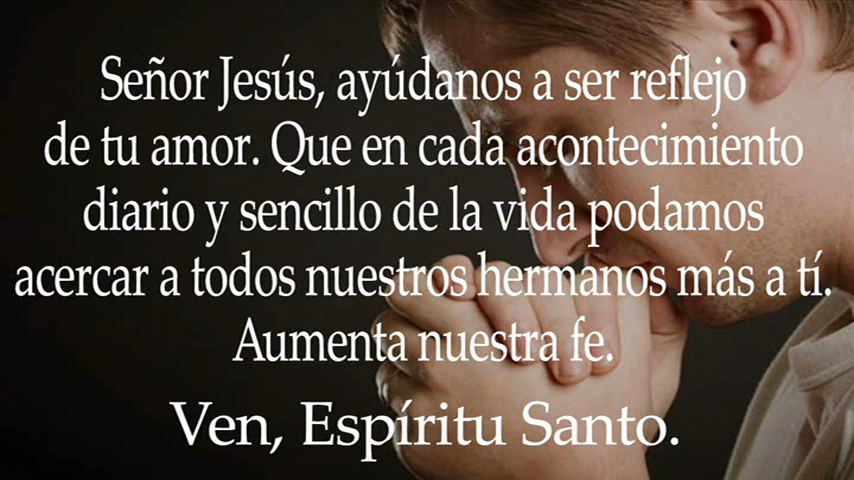 Señor Jesús, ayúdanos a ser reflejo
de tu amor. Que en cada acontecimiento
diario y sencillo de la vida podamos
acercar a todos nuestros hermanos más a tí.
Aumenta nuestra fe.
Ven, Espíritu Santo.